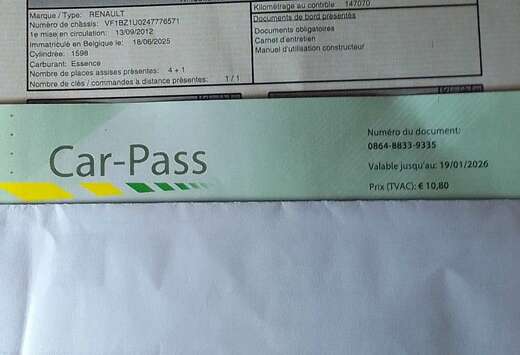 Marque / Type: RENAULT
Numéro de châssis: VF1BZ1U0247776571
1e mise en circulation: 13/09/2012
Immatriculé en Belgique le: 18/06/2025
Cylindrée: 1598
Carburant: Essence
Nombre de places assises présentes: 4 + 1
Nombre de clés / commandes à distance présentes: 1 / 1
Kilométrage au contrôle 147070
Documents de bord présentés
Documents obligatoires
Carnet d'entretien
Manuel d'utilisation constructeur
Car-Pass
Numéro du document:
0864-8833-9335
Valable jusqu'au: 19/01/2026
Prix (TVAC): € 10,80